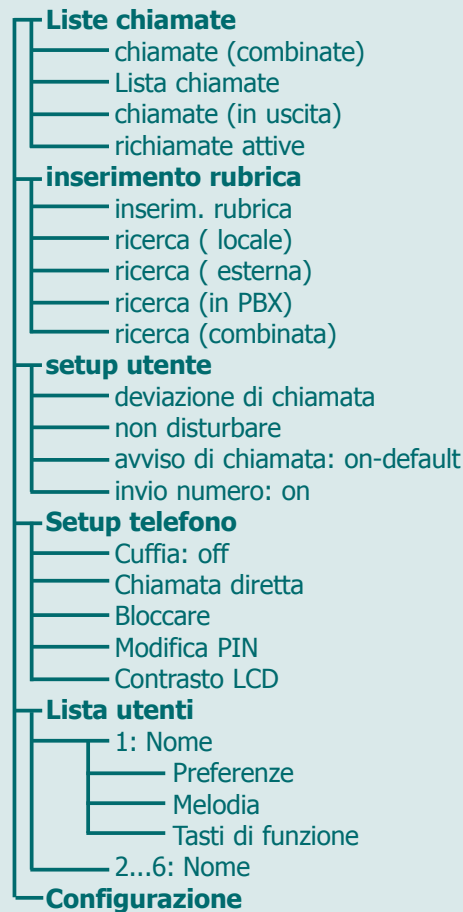 Liste chiamate
chiamate (combinate)
Lista chiamate
chiamate (in uscita)
richiamate attive
inserimento rubrica
inserim. rubrica
ricerca ( locale)
ricerca ( esterna)
ricerca (in PBX)
ricerca (combinata)
setup utente
deviazione di chiamata
non disturbare
avviso di chiamata: on-default
invio numero: on
Setup telefono
Cuffia: off
Chiamata diretta
Bloccare
Modifica PIN
Contrasto LCD
Lista utenti
1: Nome
Preferenze
Melodia
Tasti di funzione
2...6: Nome
Configurazione